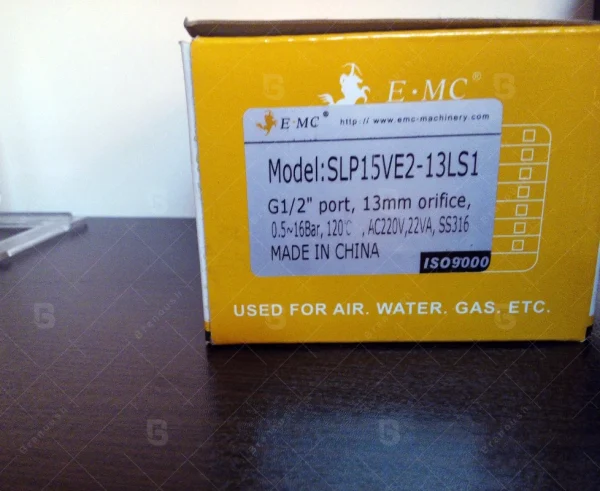 E·MC®
E·MC® http://www.emc-machinery.com
Model:SLP15VE2-13LS1
G1/2" port, 13mm orifice,
0.5~16Bar, 120℃ , AC220V,22VA, SS316
MADE IN CHINA
ISO9000
USED FOR AIR. WATER. GAS. ETC.